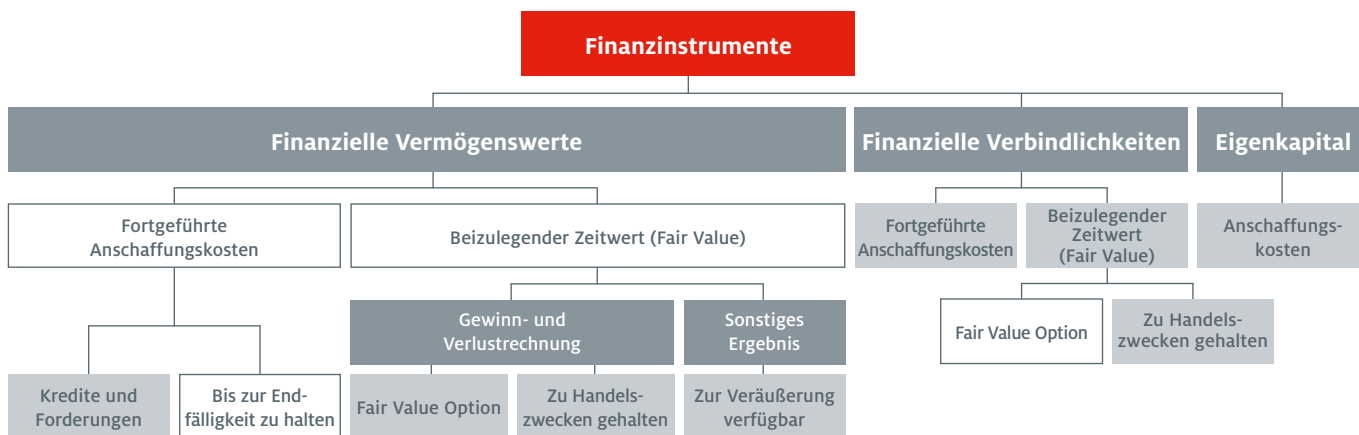 Finanzinstrumente
Finanzielle Vermögenswerte
Finanzielle Verbindlichkeiten
Eigenkapital
Fortgeführte
Anschaffungskosten
Beizulegender Zeitwert (Fair Value)
Fortgeführte
Anschaffungskosten
Beizulegender
Zeitwert
(Fair Value)
Anschaffungs-
kosten
Gewinn- und
Verlustrechnung
Sonstiges
Ergebnis
Fair Value Option
Zu Handels-
zwecken gehalten
Kredite und
Forderungen
Bis zur End-
fälligkeit zu halten
Fair Value Option
Zu Handels-
zwecken gehalten
Zur Veräußerung
verfügbar